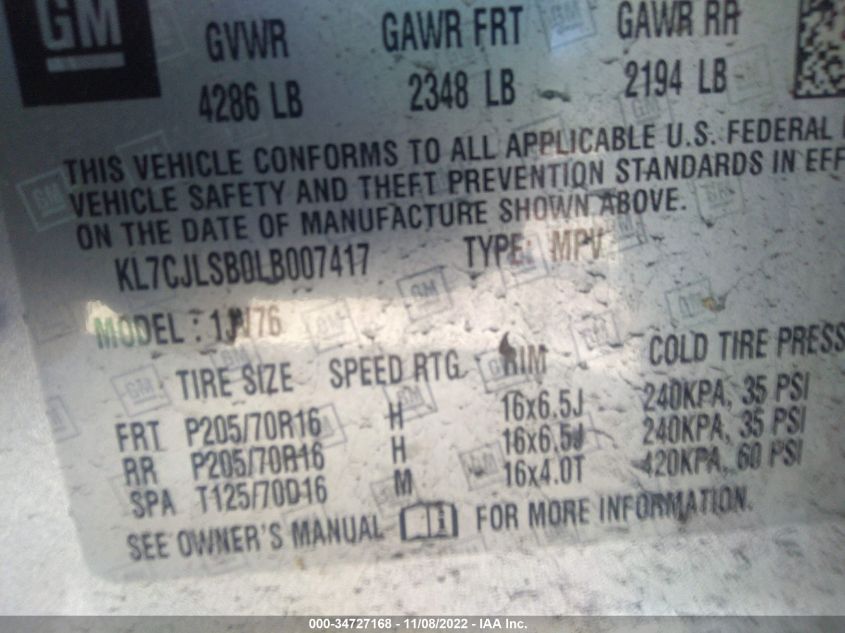 GM
GVWR GAWR FRT GAWR RR
4286 LB 2348 LB 2194 LB
THIS VEHICLE CONFORMS TO ALL APPLICABLE U.S. FEDERAL
VEHICLE SAFETY AND THEFT PREVENTION STANDARDS IN EFF
ON THE DATE OF MANUFACTURE SHOWN ABOVE.
KL7CJLSB0LB007417 TYPE: MPV
MODEL : 1JV76
TIRE SIZE SPEED RTG RIM COLD TIRE PRESS
FRT P205/70R16 H 16x6.5J 240KPA, 35 PSI
RR P205/70R16 H 16x6.5J 240KPA, 35 PSI
SPA T125/70D16 M 16x4.0T 420KPA, 60 PSI
SEE OWNER'S MANUAL FOR MORE INFORMATION.
000-34727168 - 11/08/2022 - IAA Inc.